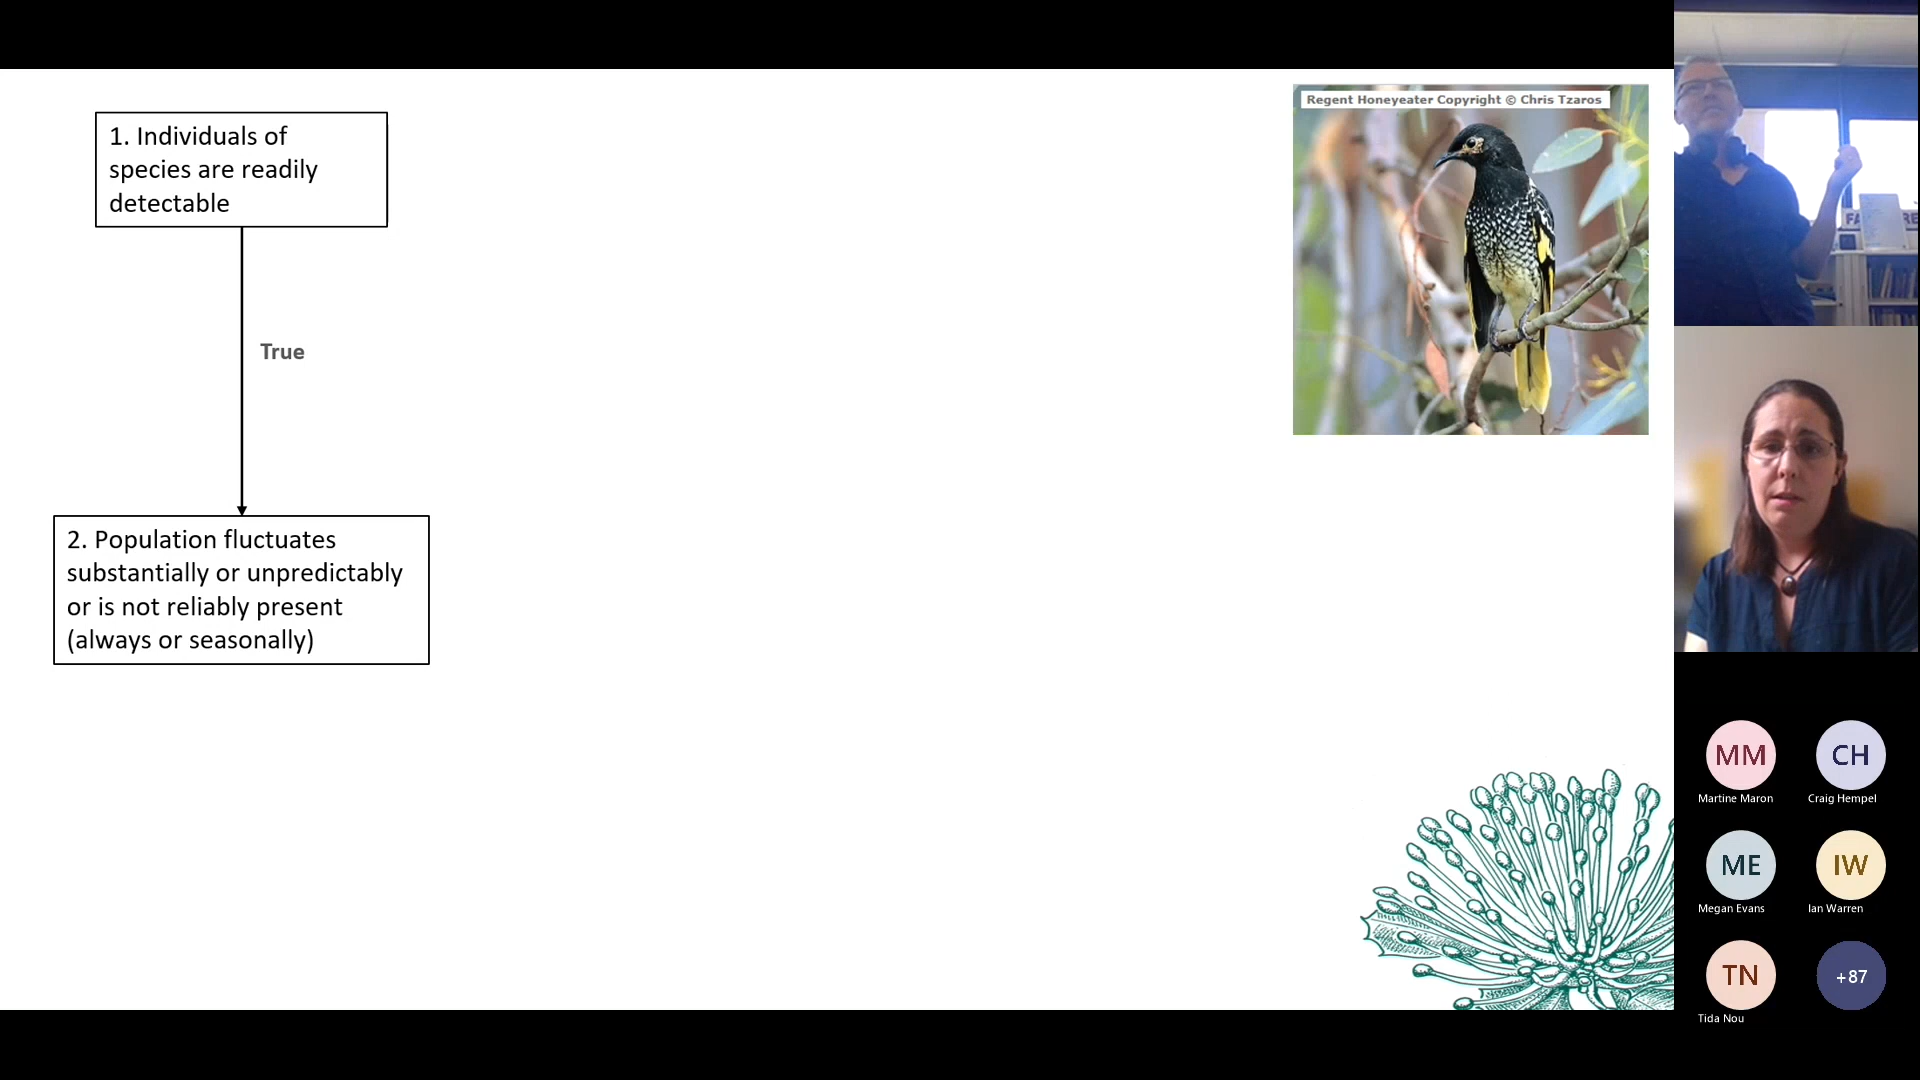 1. Individuals of
species are readily
detectable
True
2. Population fluctuates
substantially or unpredictably
or is not reliably present
(always or seasonally)
Regent Honeyeater Copyright © Chris Tzaros
MM
Martine Maron
CH
Craig Hempel
ME
Megan Evans
IW
Ian Warren
TN
Tida Nou
+87